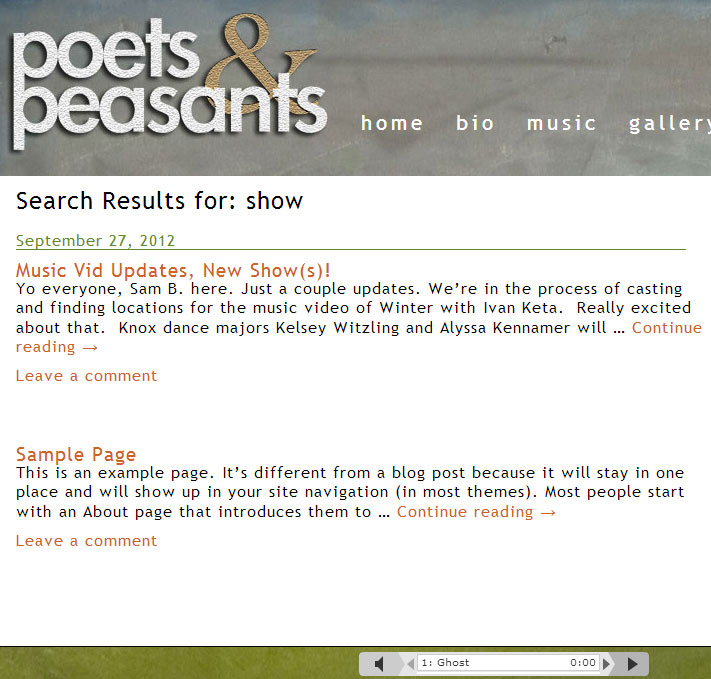 poets &
peasants
home bio music gallery
Search Results for: show
September 27, 2012
Music Vid Updates, New Show(s)!
Yo everyone, Sam B. here. Just a couple updates. We’re in the process of casting
and finding locations for the music video of Winter with Ivan Keta.  Really excited
about that.  Knox dance majors Kelsey Witzling and Alyssa Kennamer will … Continue
reading →
Leave a comment
Sample Page
This is an example page. It’s different from a blog post because it will stay in one
place and will show up in your site navigation (in most themes). Most people start
with an About page that introduces them to … Continue reading →
Leave a comment
1: Ghost 0:00